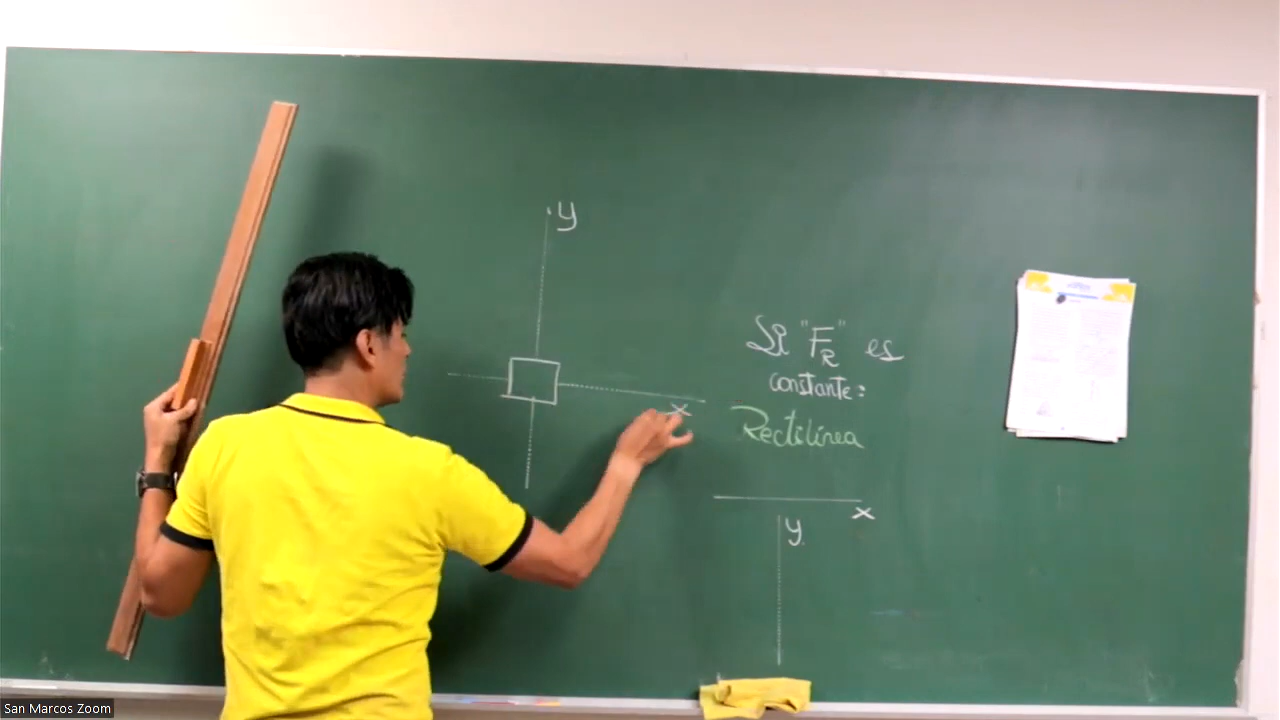 y
x
Si "F_R" es
constante:
Rectilínea
x
y
San Marcos Zoom